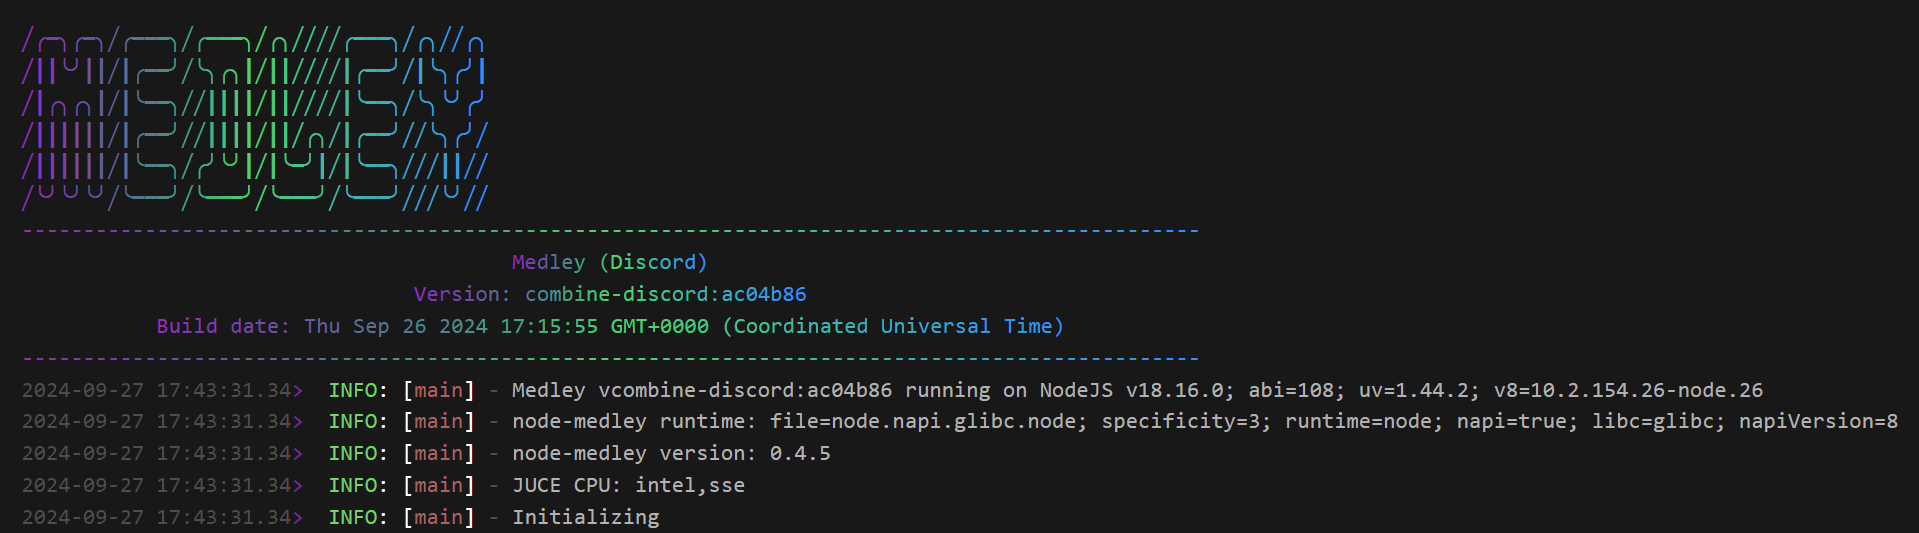 MEDLEY
Medley (Discord)
Version: combine-discord:ac04b86
Build date: Thu Sep 26 2024 17:15:55 GMT+0000 (Coordinated Universal Time)
2024-09-27 17:43:31.34> INFO: [main] - Medley vcombine-discord:ac04b86 running on NodeJS v18.16.0; abi=108; uv=1.44.2; v8=10.2.154.26-node.26
2024-09-27 17:43:31.34> INFO: [main] - node-medley runtime: file=node.napi.glibc.node; specificity=3; runtime=node; napi=true; libc=glibc; napiVersion=8
2024-09-27 17:43:31.34> INFO: [main] - node-medley version: 0.4.5
2024-09-27 17:43:31.34> INFO: [main] - JUCE CPU: intel,sse
2024-09-27 17:43:31.34> INFO: [main] - Initializing